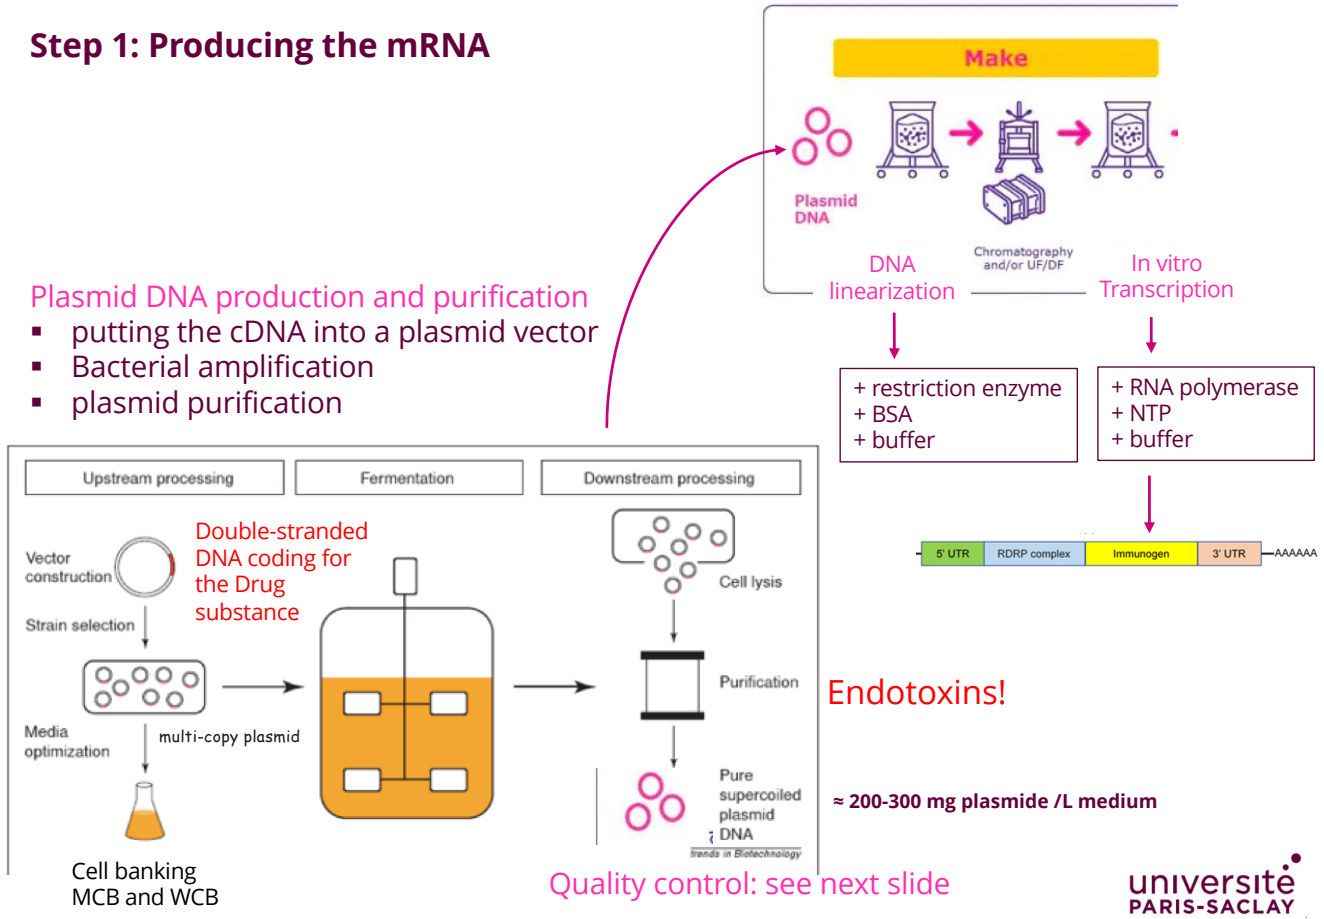 Step 1: Producing the mRNA
Make
Plasmid
DNA
Chromatography
and/or UF/DF
DNA
linearization
In vitro
Transcription
+ restriction enzyme
+ BSA
+ buffer
+ RNA polymerase
+ NTP
+ buffer
5' UTR
RDRP complex
Immunogen
3' UTR
AAAAAA
Plasmid DNA production and purification
▪ putting the cDNA into a plasmid vector
▪ Bacterial amplification
▪ plasmid purification
Upstream processing
Fermentation
Downstream processing
Vector
construction
Double-stranded
DNA coding for
the Drug
substance
Strain selection
Media
optimization
multi-copy plasmid
Cell banking
MCB and WCB
Cell lysis
Purification
Endotoxins!
Pure
supercoiled
plasmid
DNA
trends in Biotechnology
≈ 200-300 mg plasmide /L medium
Quality control: see next slide
université
PARIS-SACLAY